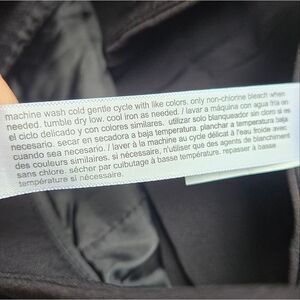 machine wash cold gentle cycle with like colors. only non-chlorine bleach when
needed. tumble dry low. cool iron as needed. / lavar a máquina con agua fría en
el ciclo delicado y con colores similares. utilizar solo blanqueador sin cloro si es
necesario. secar en secadora a baja temperatura. planchar a temperatura baja
cuando sea necesario. / laver à la machine au cycle délicat à l'eau froide avec
des couleurs similaires. si nécessaire, n'utiliser que des agents de blanchiment
sans chlore. sécher par culbutage à basse température. repasser à basse
température si nécessaire.